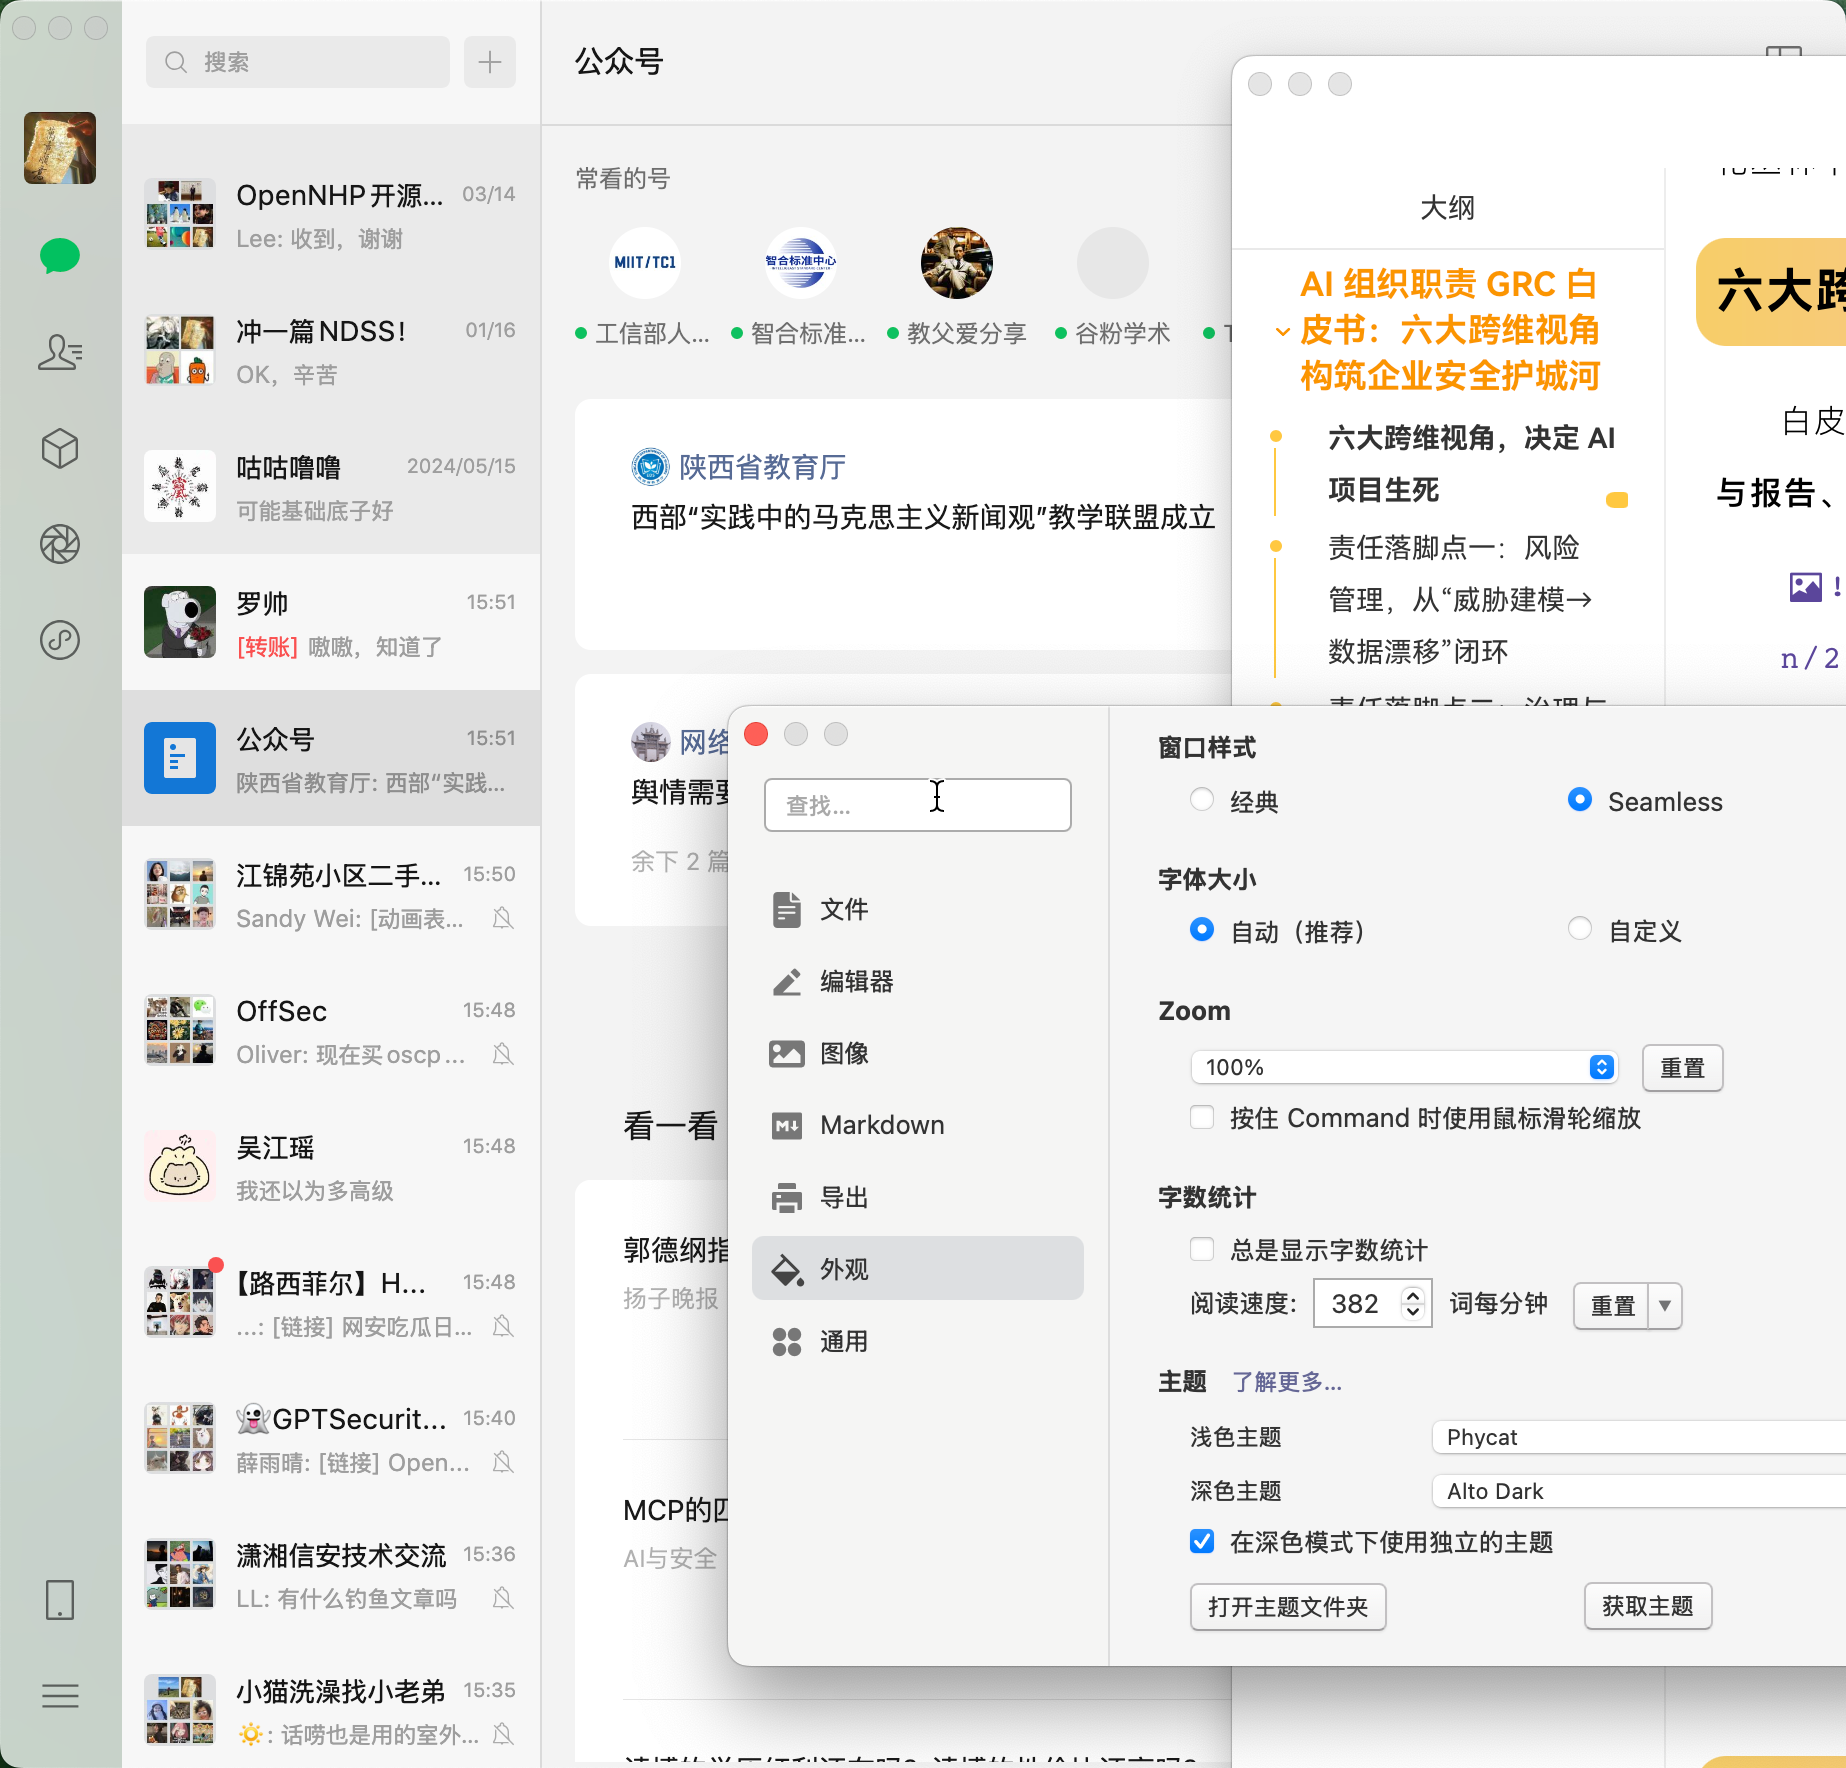 搜索
OpenNHP开源... 03/14
Lee: 收到，谢谢
冲一篇NDSS! 01/16
OK，辛苦
咕咕噜噜 2024/05/15
可能基础底子好
罗帅 15:51
[转账] 嗷嗷，知道了
公众号 15:51
陕西省教育厅: 西部“实践...
江锦苑小区二手... 15:50
Sandy Wei: [动画表...
OffSec 15:48
Oliver: 现在买oscp...
吴江瑶 15:48
我还以为多高级
【路西菲尔】H... 15:48
...: [链接] 网安吃瓜日...
👻GPTSecurit... 15:40
薛雨晴: [链接] Open...
潇湘信安技术交流 15:36
LL: 有什么钓鱼文章吗
小猫洗澡找小老弟 15:35
🔆: 话唠也是用的室外...
公众号
常看的号
MIIT/TC1
智合标准中心
工信部人...
智合标准...
教父爱分享
谷粉学术
陕西省教育厅
西部“实践中的马克思主义新闻观”教学联盟成立
网络
舆情需要
余下 2 篇
看一看
郭德纲指
扬子晚报
MCP的四
AI与安全
大纲
AI 组织职责 GRC 白
皮书：六大跨维视角
构筑企业安全护城河
六大跨维视角，决定 AI
项目生死
责任落脚点一：风险
管理，从“威胁建模→
数据漂移”闭环
责任落脚点二：治理与
六大跨
白皮
与报告、
!
n/2
查找...
文件
编辑器
图像
Markdown
导出
外观
通用
窗口样式
经典 Seamless
字体大小
自动（推荐） 自定义
Zoom
100% 重置
按住 Command 时使用鼠标滑轮缩放
字数统计
总是显示字数统计
阅读速度: 382 词每分钟 重置
主题 了解更多...
浅色主题 Phycat
深色主题 Alto Dark
在深色模式下使用独立的主题
打开主题文件夹 获取主题